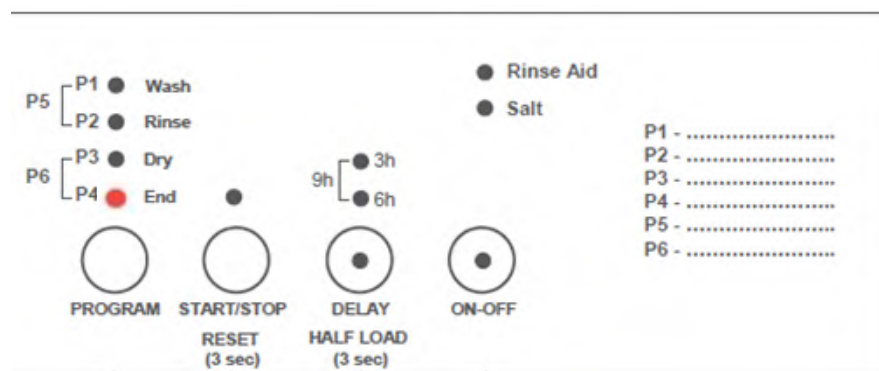 P5
P1 Wash
P2 Rinse
P6
P3 Dry
P4 End
9h
3h
6h
Rinse Aid
Salt
P1 - ........................
P2 - ........................
P3 - ........................
P4 - ........................
P5 - ........................
P6 - ........................
PROGRAM
START/STOP
RESET
(3 sec)
DELAY
HALF LOAD
(3 sec)
ON-OFF